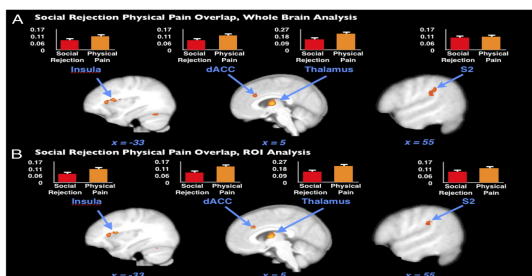 A Social Rejection Physical Pain Overlap, Whole Brain Analysis
0.17 0.17 0.27 0.17
0.11 0.11 0.18 0.11
0.06 0.06 0.09 0.06
0 0 0 0
Social Rejection Physical Pain Social Rejection Physical Pain Social Rejection Physical Pain Social Rejection Physical Pain
Insula dACC Thalamus S2
x = -33 x = 5 x = 55
B Social Rejection Physical Pain Overlap, ROI Analysis
0.17 0.17 0.27 0.17
0.11 0.11 0.18 0.11
0.06 0.06 0.09 0.06
0 0 0 0
Social Rejection Physical Pain Social Rejection Physical Pain Social Rejection Physical Pain Social Rejection Physical Pain
Insula dACC Thalamus S2
x = -33 x = 5 x = 55